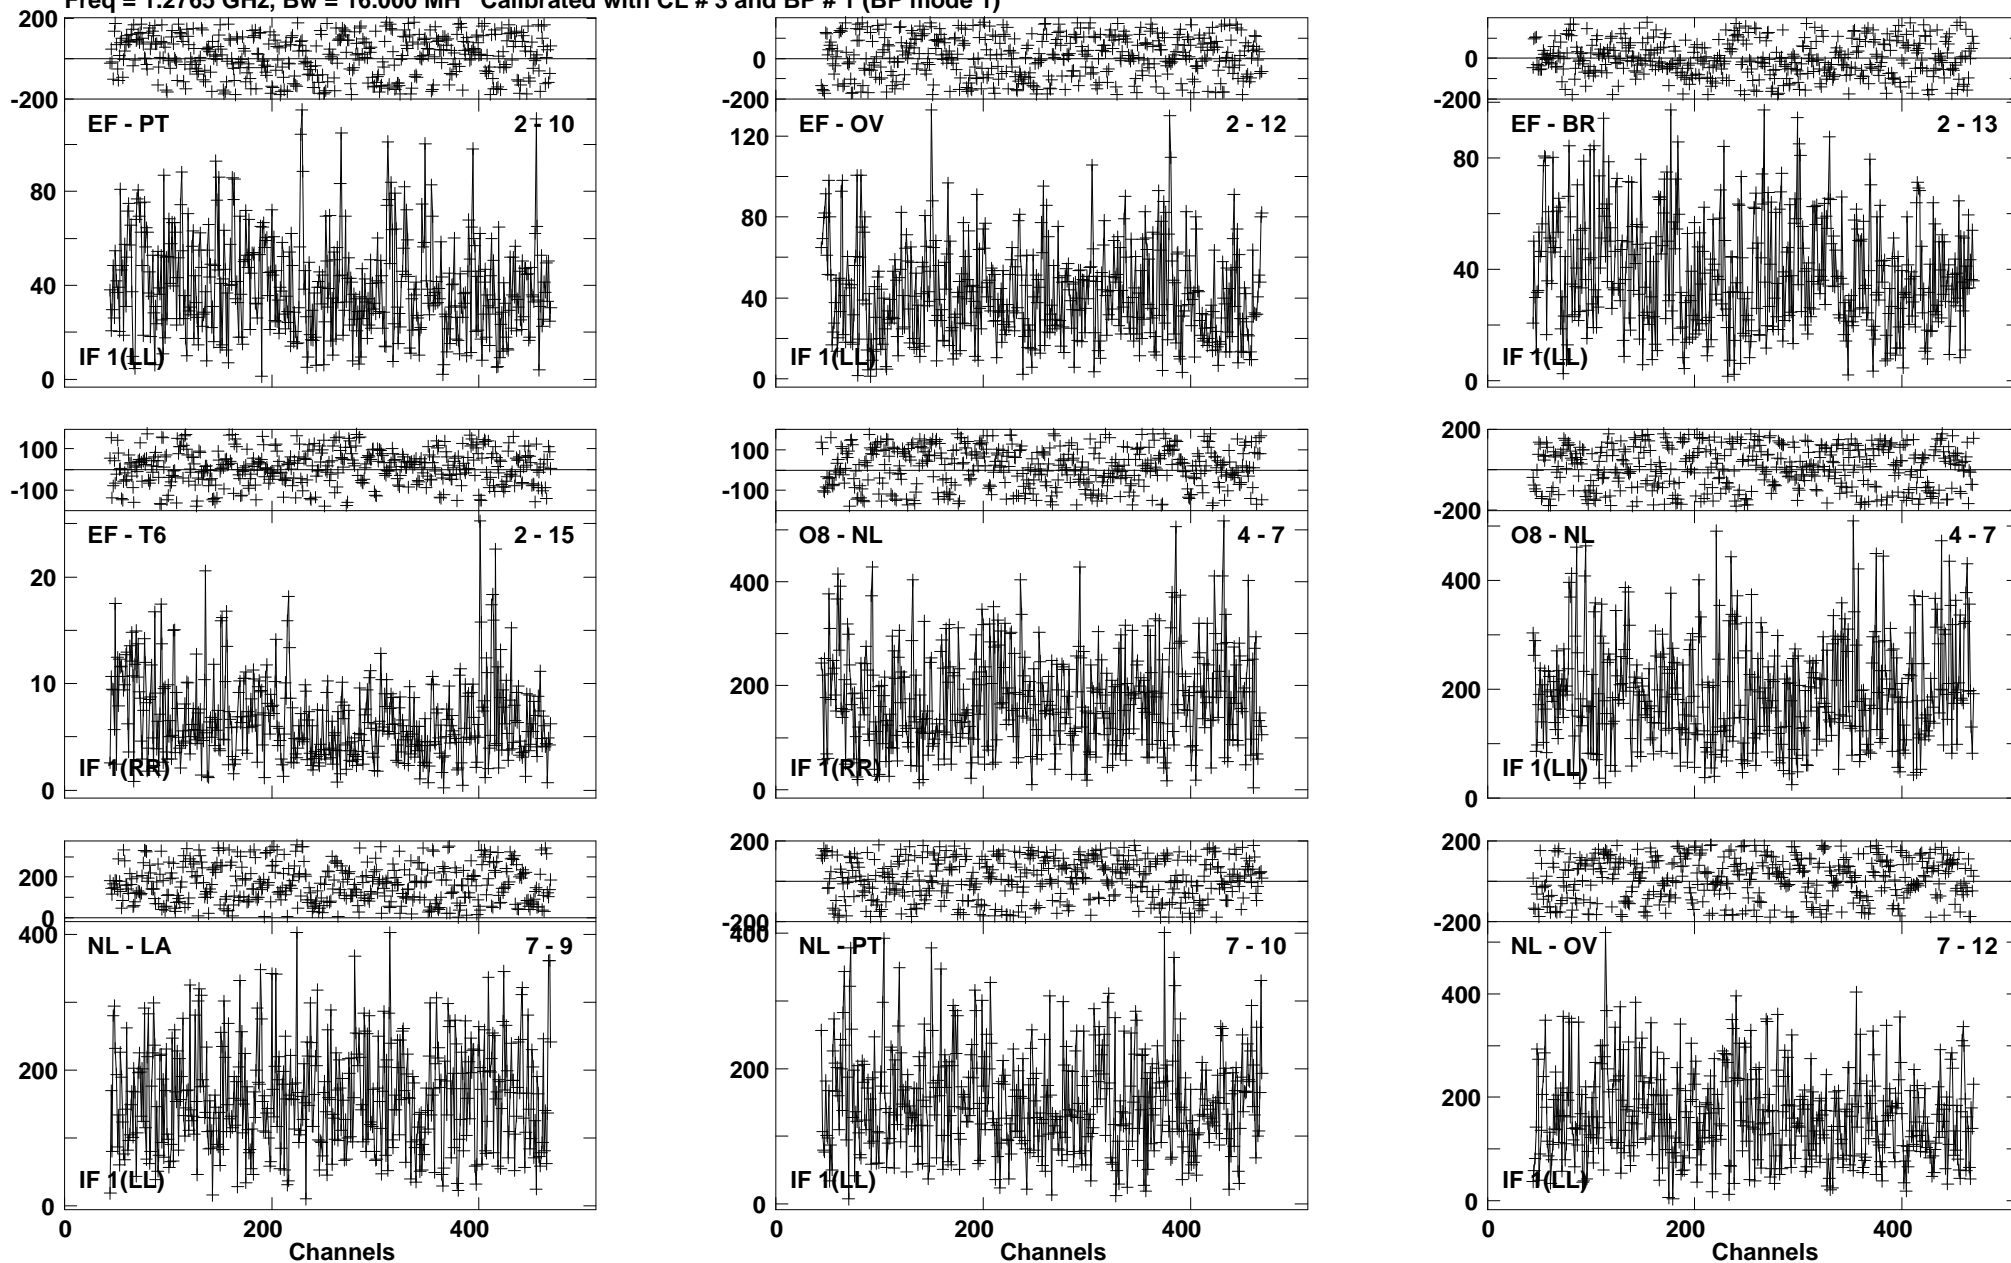 Freq = 1.2765 GHz, Bw = 16.000 MH Calibrated with CL # 3 and BP # 1 (BP mode 1)
200
-200
0
-200
0
-200
EF - PT 2 - 10
EF - OV 2 - 12
EF - BR 2 - 13
80
40
0
120
80
40
0
80
40
0
IF 1(LL)
IF 1(LL)
IF 1(LL)
100
-100
100
-100
200
0
-200
EF - T6 2 - 15
O8 - NL 4 - 7
O8 - NL 4 - 7
20
10
0
400
200
0
400
200
0
IF 1(RR)
IF 1(RR)
IF 1(LL)
200
0
200
-200
200
0
-200
NL - LA 7 - 9
NL - PT 7 - 10
NL - OV 7 - 12
400
200
0
400
200
0
400
200
0
IF 1(LL)
IF 1(LL)
IF 1(LL)
0 200 400
0 200 400
0 200 400
Channels
Channels
Channels